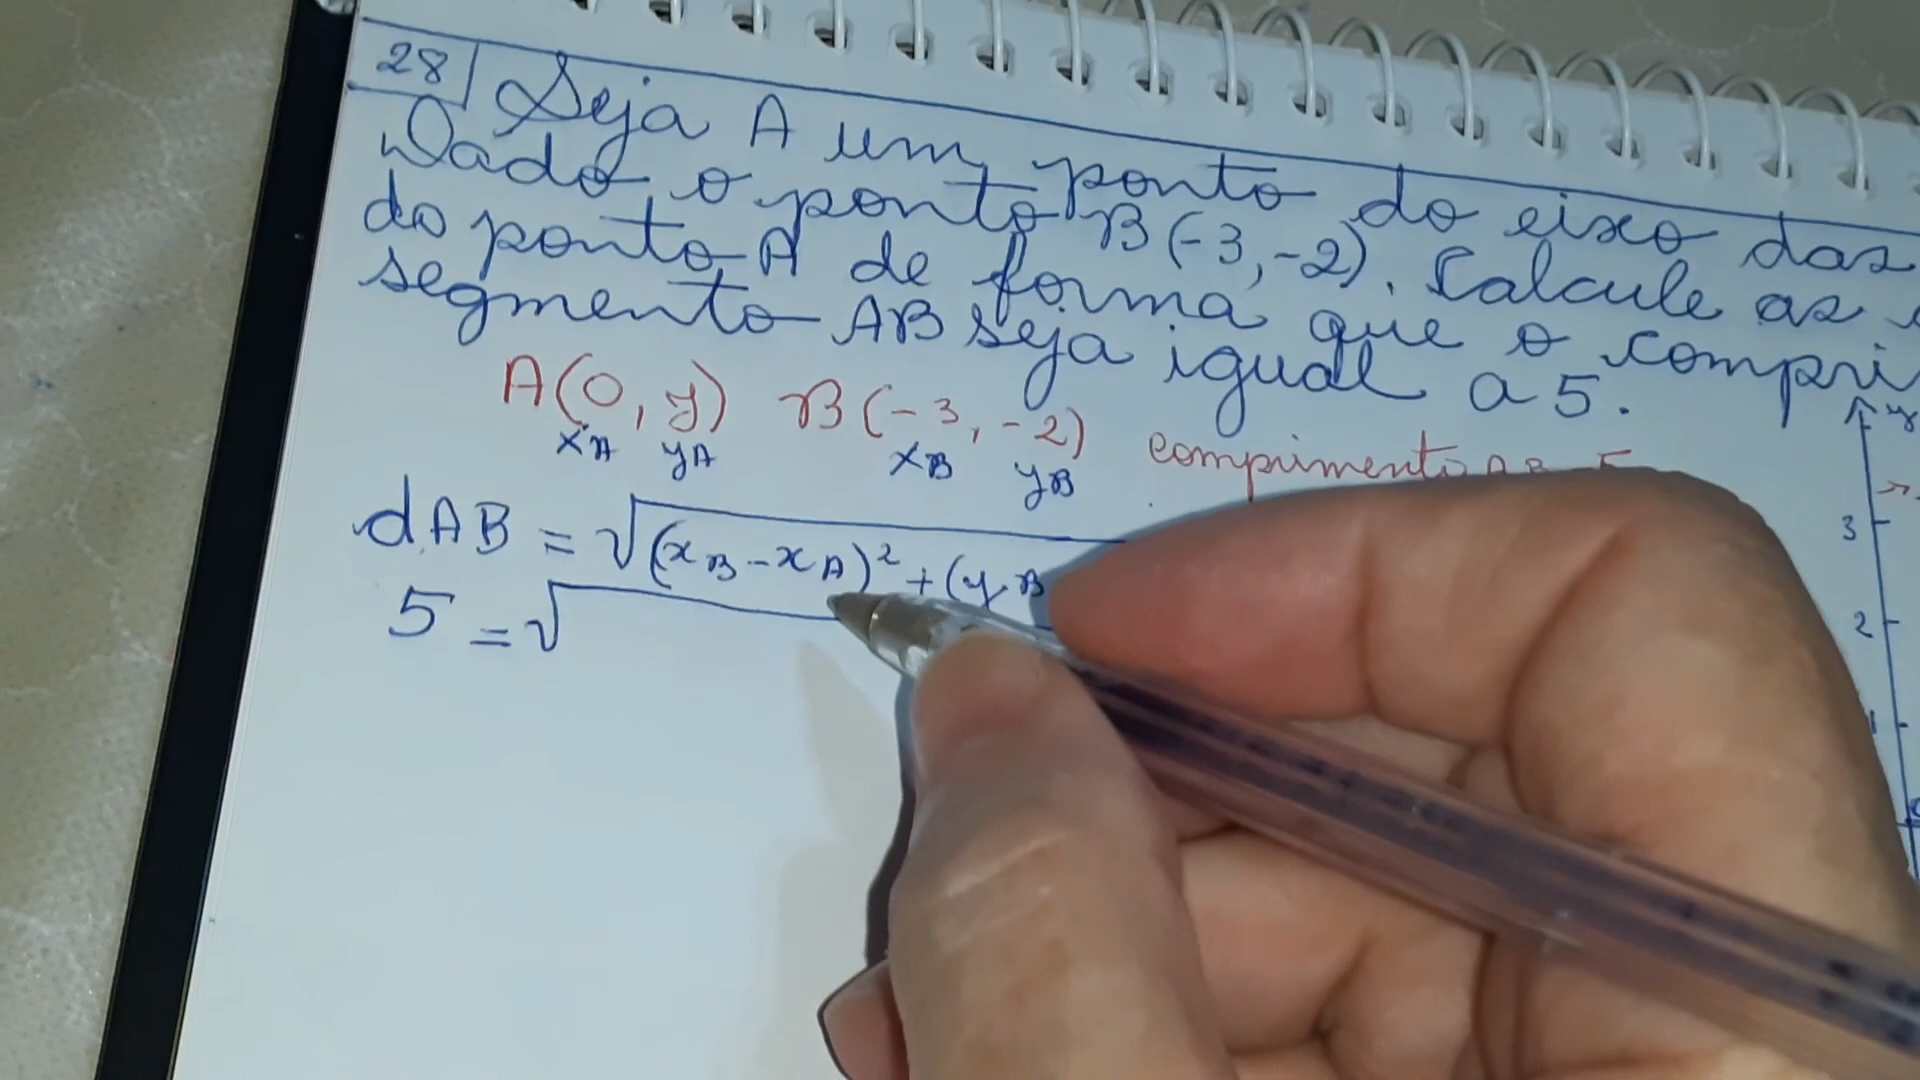 28
Seja A um ponto do eixo das
Dado o ponto B(-3,-2). Calcule as
do ponto A de forma que o
segmento AB seja igual a 5.
A(0, y) B(-3, -2)
xA yA xB yB comprimento AB
dAB = √(xB-xA)² + (yB
5 = √
y
3
2
1